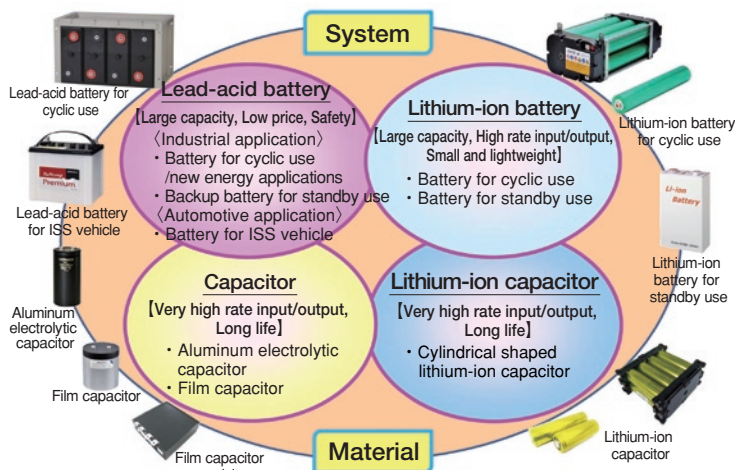 System
Lead-acid battery for
cyclic use
Lead-acid battery
【Large capacity, Low price, Safety】
〈Industrial application〉
・Battery for cyclic use
/new energy applications
・Backup battery for standby use
〈Automotive application〉
・Battery for ISS vehicle
Lithium-ion battery
【Large capacity, High rate input/output,
Small and lightweight】
・Battery for cyclic use
・Battery for standby use
Lithium-ion battery
for cyclic use
Premium
Lead-acid battery
for ISS vehicle
Li-ion
Battery
Lithium-ion
battery for
standby use
Capacitor
【Very high rate input/output,
Long life】
・Aluminum electrolytic
capacitor
・Film capacitor
Lithium-ion capacitor
【Very high rate input/output,
Long life】
・Cylindrical shaped
lithium-ion capacitor
Aluminum
electrolytic
capacitor
Film capacitor
Film capacitor
Lithium-ion
capacitor
Material